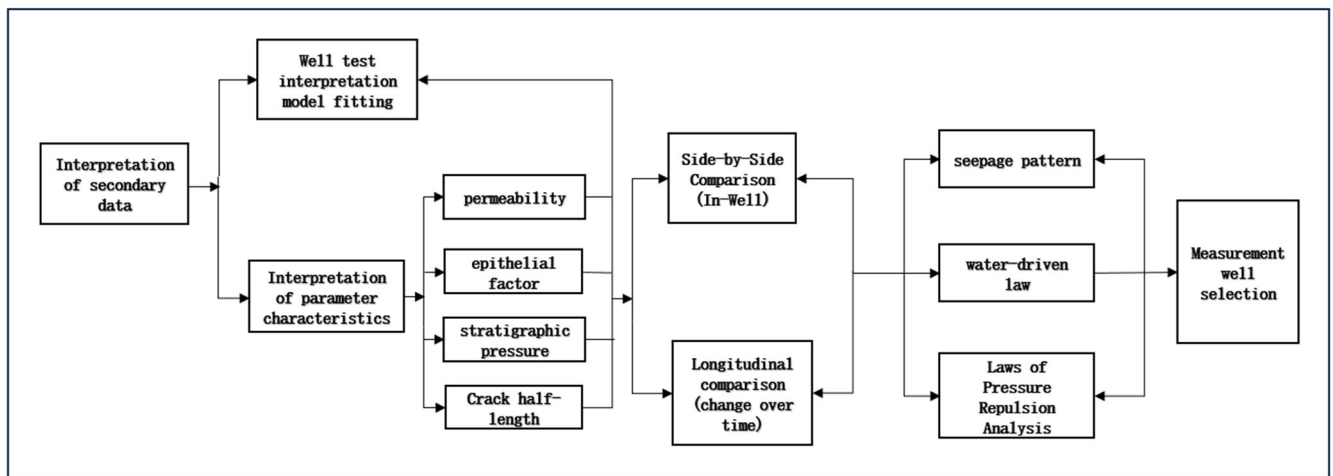 Interpretation
of secondary
data
Well test
interpretation
model fitting
Interpretation
of parameter
characteristics
permeability
epithelial
factor
stratigraphic
pressure
Crack half-
length
Side-by-Side
Comparison
(In-Well)
Longitudinal
comparison
(change over
time)
seepage pattern
water-driven
law
Laws of
Pressure
Repulsion
Analysis
Measurement
well
selection